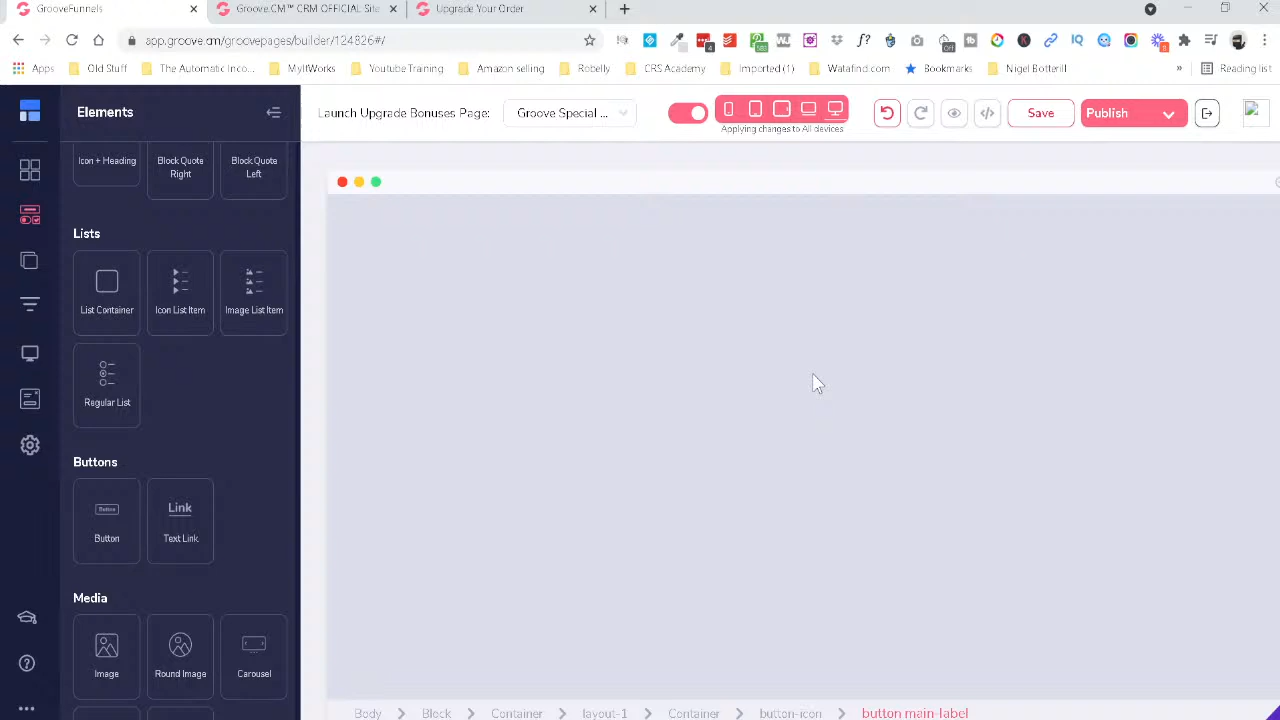 GrooveFunnels
Groove.CM™ CRM OFFICIAL Site
Upgrade Your Order
app.groove.cm/groovepages/builder/124826#/
Apps
Old Stuff
The Automatic Inco...
MyItWorks
Youtube Training
Amazon selling
Robelly
CRS Academy
Imported (1)
Watafind.com
Bookmarks
Nigel Botterill
»
Reading list
Elements
Launch Upgrade Bonuses Page:
Groove Special ...
Applying changes to All devices
Save
Publish
Icon + Heading
Block Quote
Right
Block Quote
Left
Lists
List Container
Icon List Item
Image List Item
Regular List
Buttons
Button
Button
Link
Text Link
Media
Image
Round Image
Carousel
Body
Block
Container
layout-1
Container
button-icon
button main-label